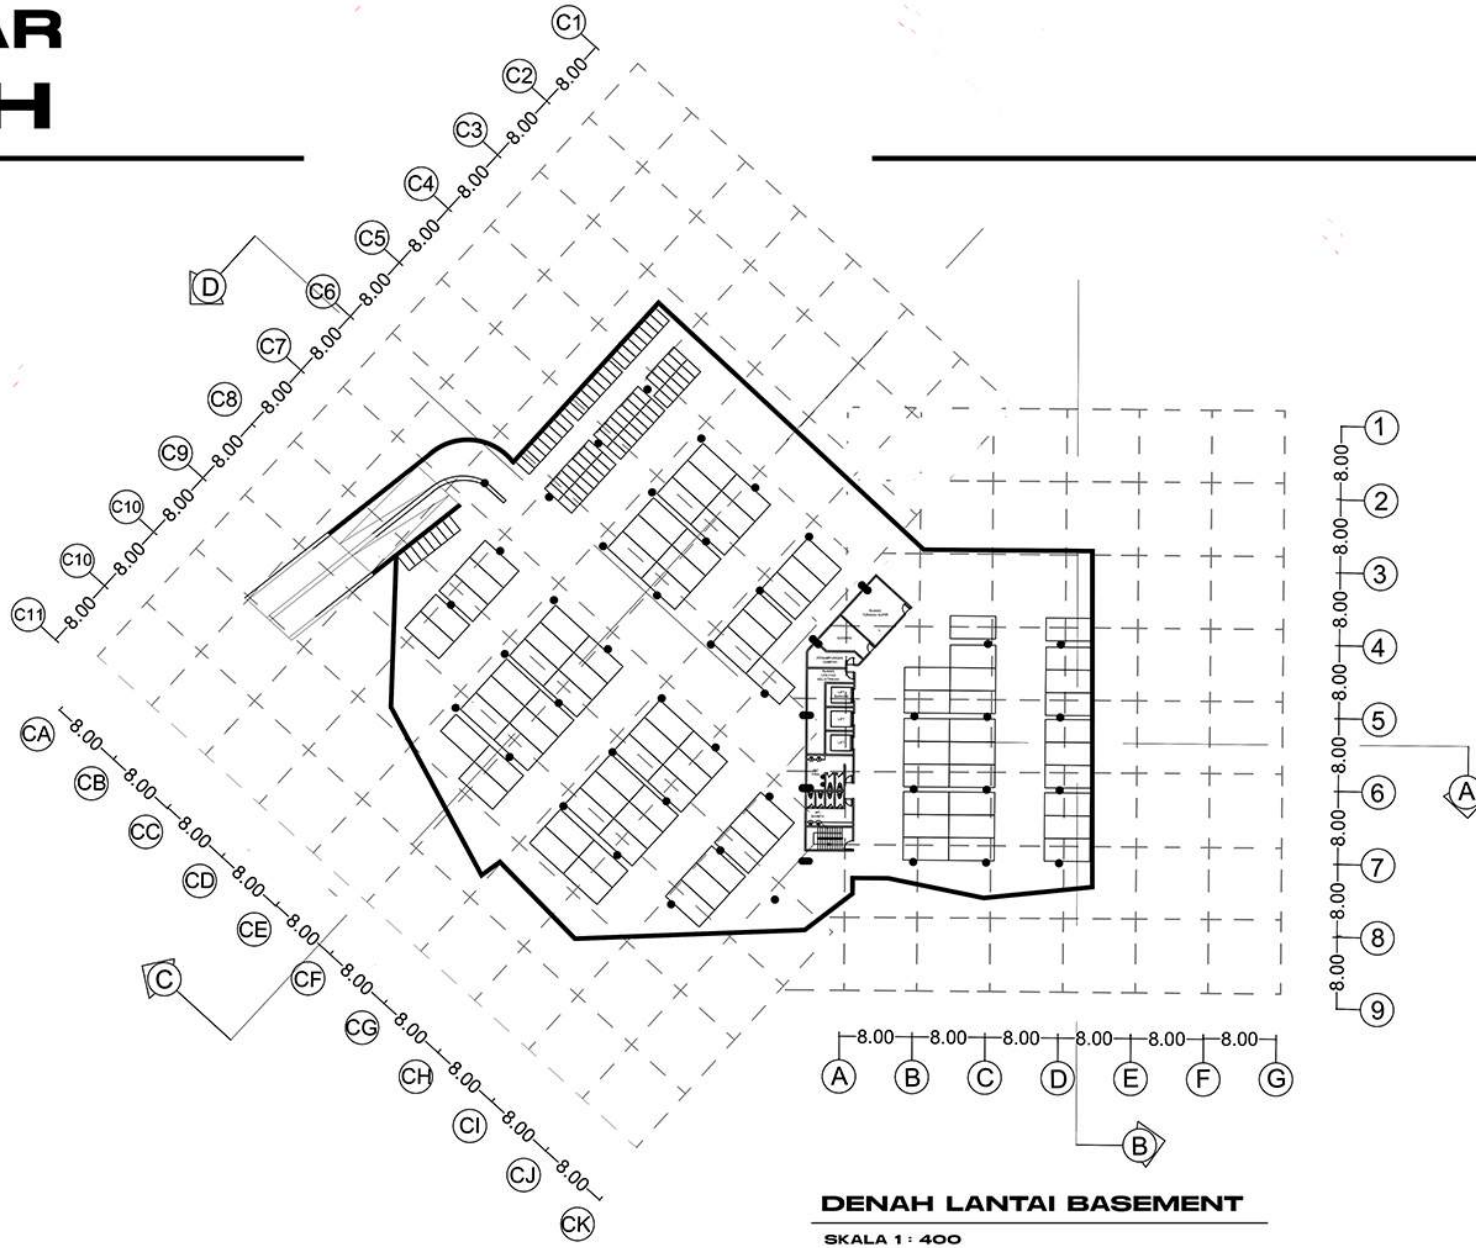 AR
H
C1
8.00
C2
8.00
C3
8.00
C4
8.00
C5
8.00
C6
8.00
C7
8.00
C8
8.00
C9
8.00
C10
8.00
C10
8.00
C11
D
CA
8.00
CB
8.00
CC
8.00
CD
8.00
CE
8.00
CF
8.00
CG
8.00
CH
8.00
CI
8.00
CJ
8.00
CK
C
1
8.00
2
8.00
3
8.00
4
8.00
5
8.00
6
8.00
7
8.00
8
8.00
9
A
8.00 8.00 8.00 8.00 8.00 8.00
A B C D E F G
B
DENAH LANTAI BASEMENT
SKALA 1 : 400